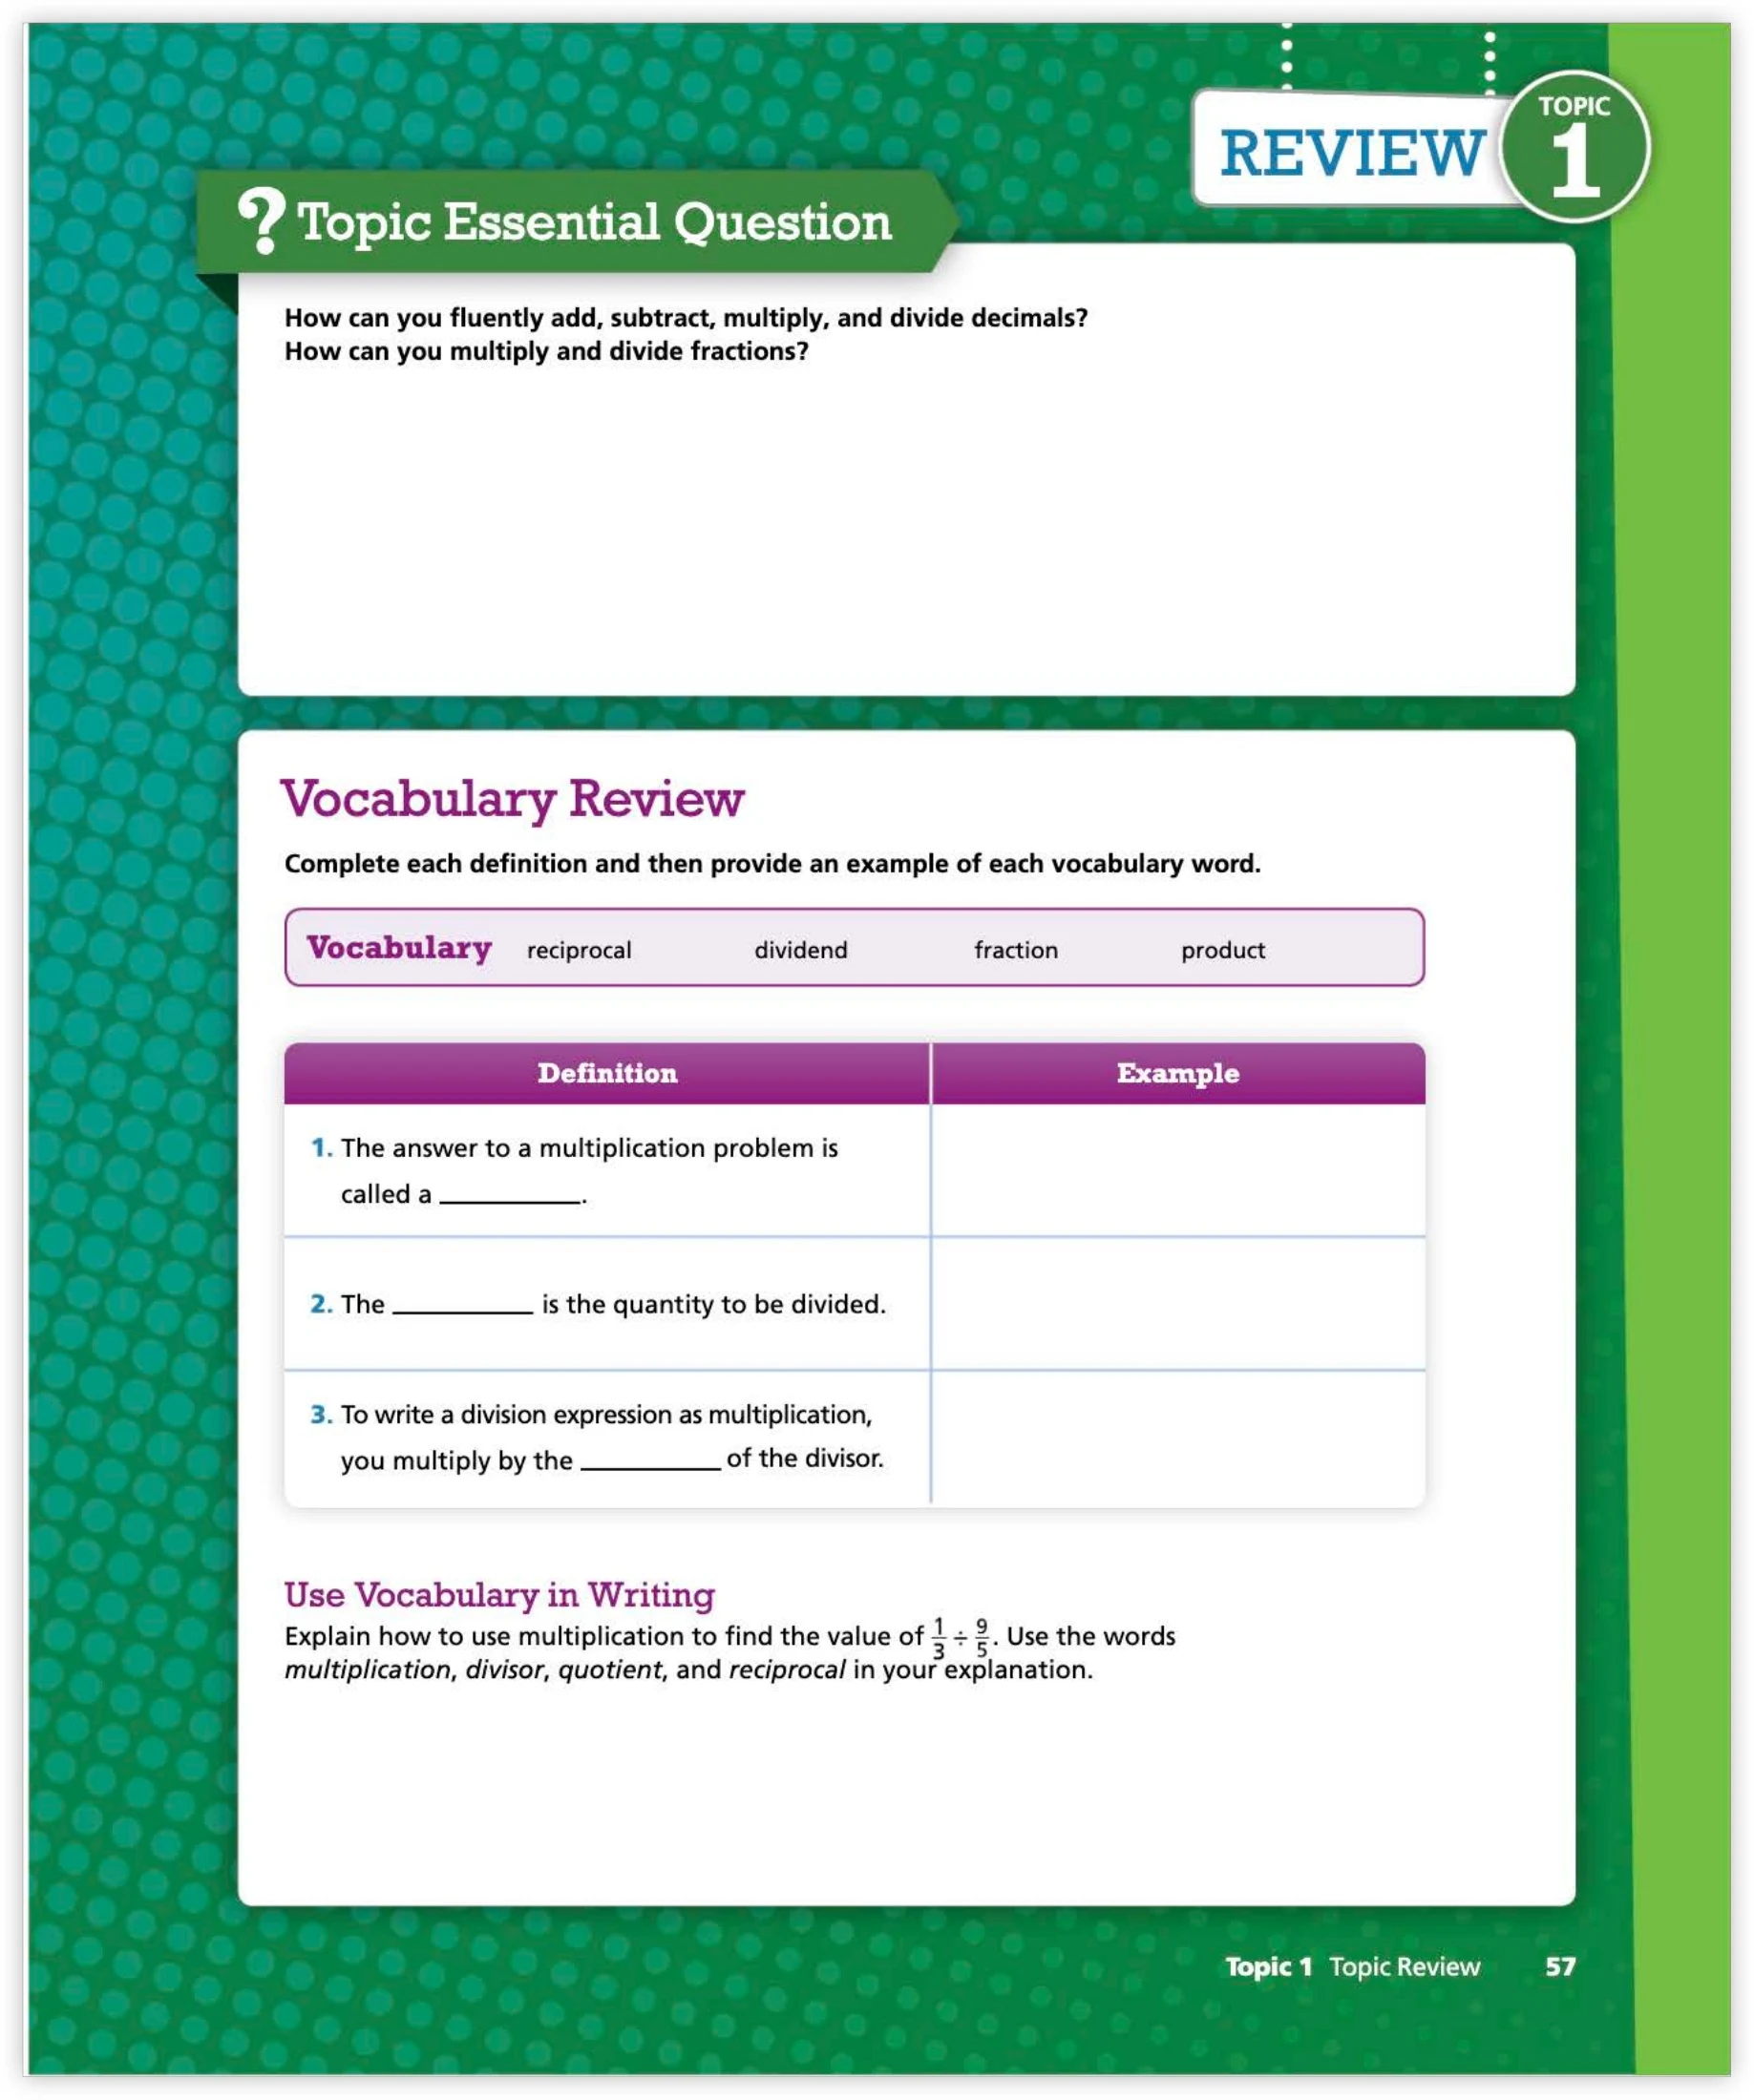 REVIEW
TOPIC
1
? Topic Essential Question
How can you fluently add, subtract, multiply, and divide decimals?
How can you multiply and divide fractions?
Vocabulary Review
Complete each definition and then provide an example of each vocabulary word.
Vocabulary reciprocal dividend fraction product
Definition Example
1. The answer to a multiplication problem is
called a __________.
2. The __________ is the quantity to be divided.
3. To write a division expression as multiplication,
you multiply by the __________ of the divisor.
Use Vocabulary in Writing
Explain how to use multiplication to find the value of 1/3 ÷ 9/5. Use the words
multiplication, divisor, quotient, and reciprocal in your explanation.
Topic 1 Topic Review 57